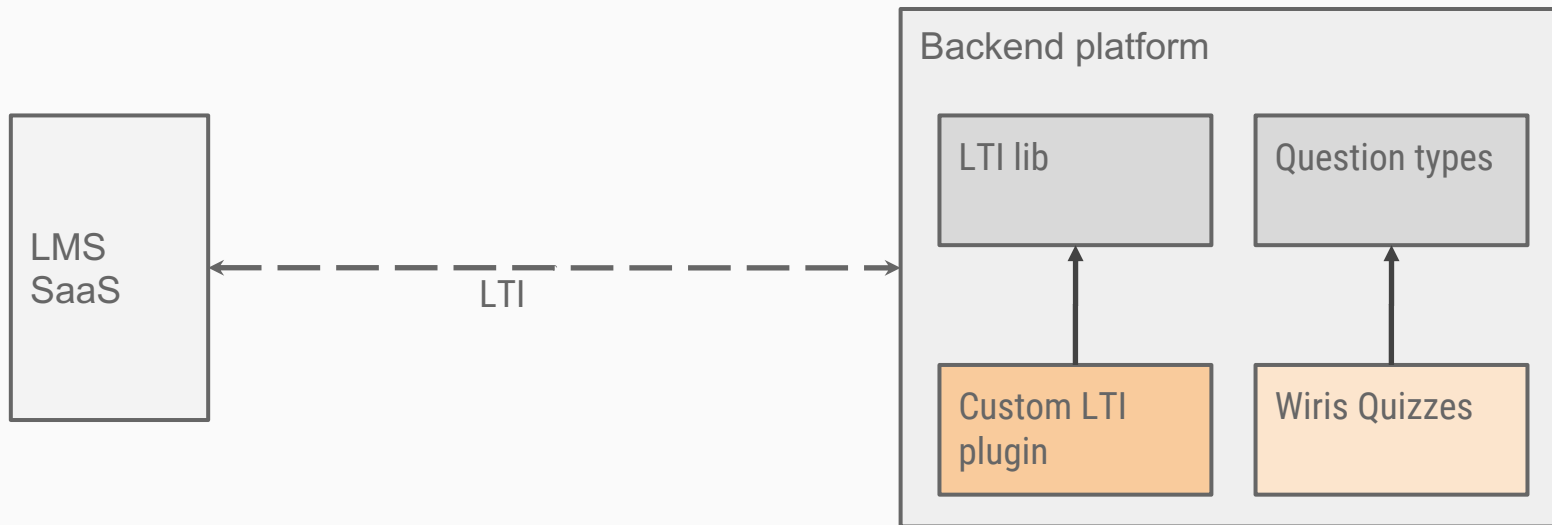 Backend platform
LTI lib
Question types
LMS
SaaS
LTI
Custom LTI
plugin
Wiris Quizzes